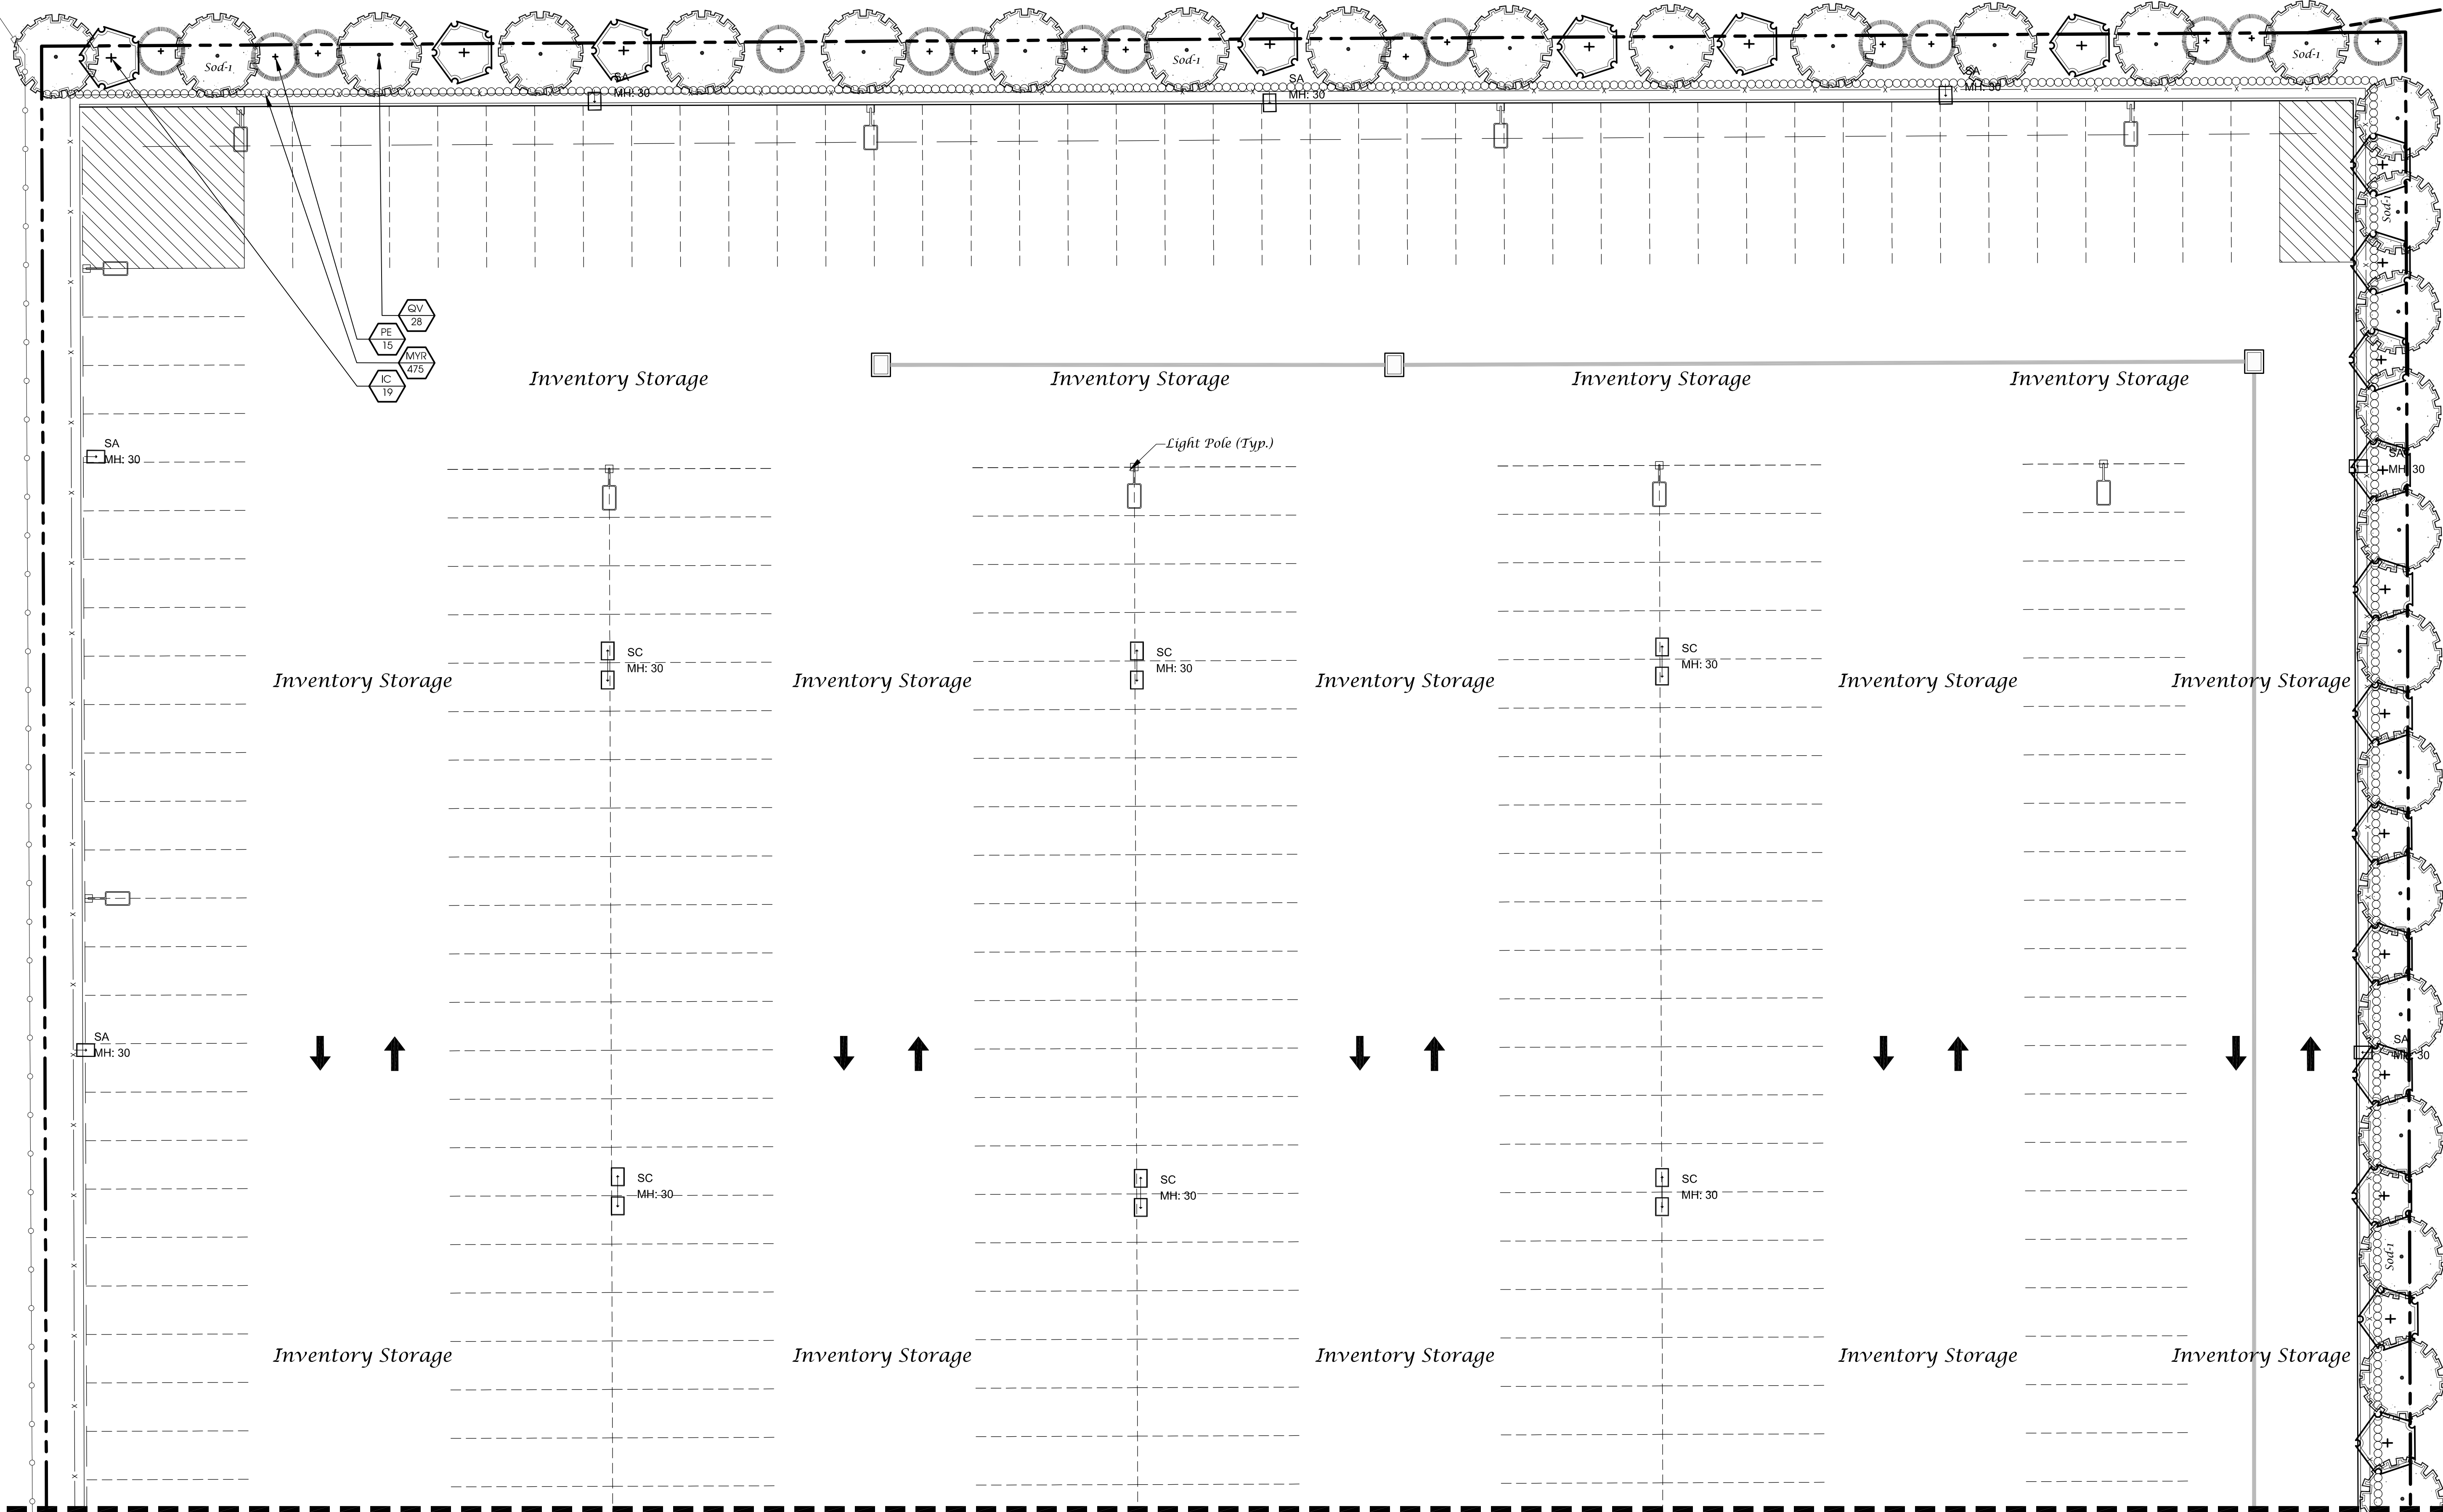 Sod-1
Sod-1
Sod-1
SA
MH: 30
SA
MH: 30
SA
MH: 30
Sod-1
QV
28
PE
15
MYR
475
IC
19
Inventory Storage
Inventory Storage
Inventory Storage
Inventory Storage
Light Pole (Typ.)
SA
MH: 30
SA
MH: 30
SC
MH: 30
SC
MH: 30
SC
MH: 30
Inventory Storage
Inventory Storage
Inventory Storage
Inventory Storage
Inventory Storage
SA
MH: 30
SA
MH: 30
SC
MH: 30
SC
MH: 30
SC
MH: 30
Sod-1
Inventory Storage
Inventory Storage
Inventory Storage
Inventory Storage
Inventory Storage